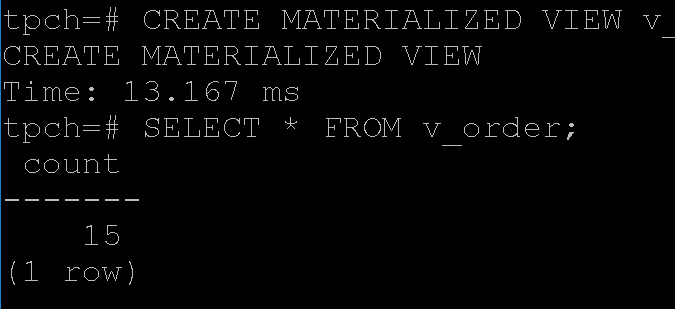 tpch=# CREATE MATERIALIZED VIEW v_
CREATE MATERIALIZED VIEW
Time: 13.167 ms
tpch=# SELECT * FROM v_order;
 count
-------
    15
(1 row)